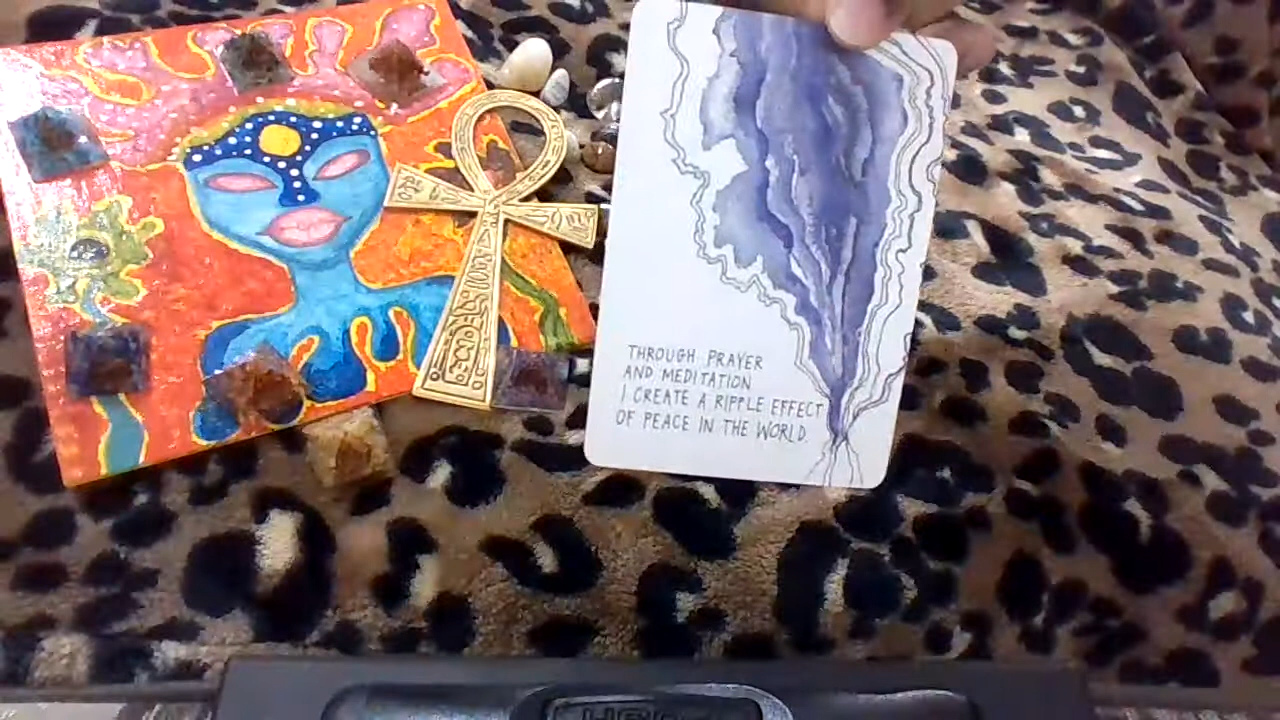 THROUGH PRAYER
AND MEDITATION
I CREATE A RIPPLE EFFECT
OF PEACE IN THE WORLD.